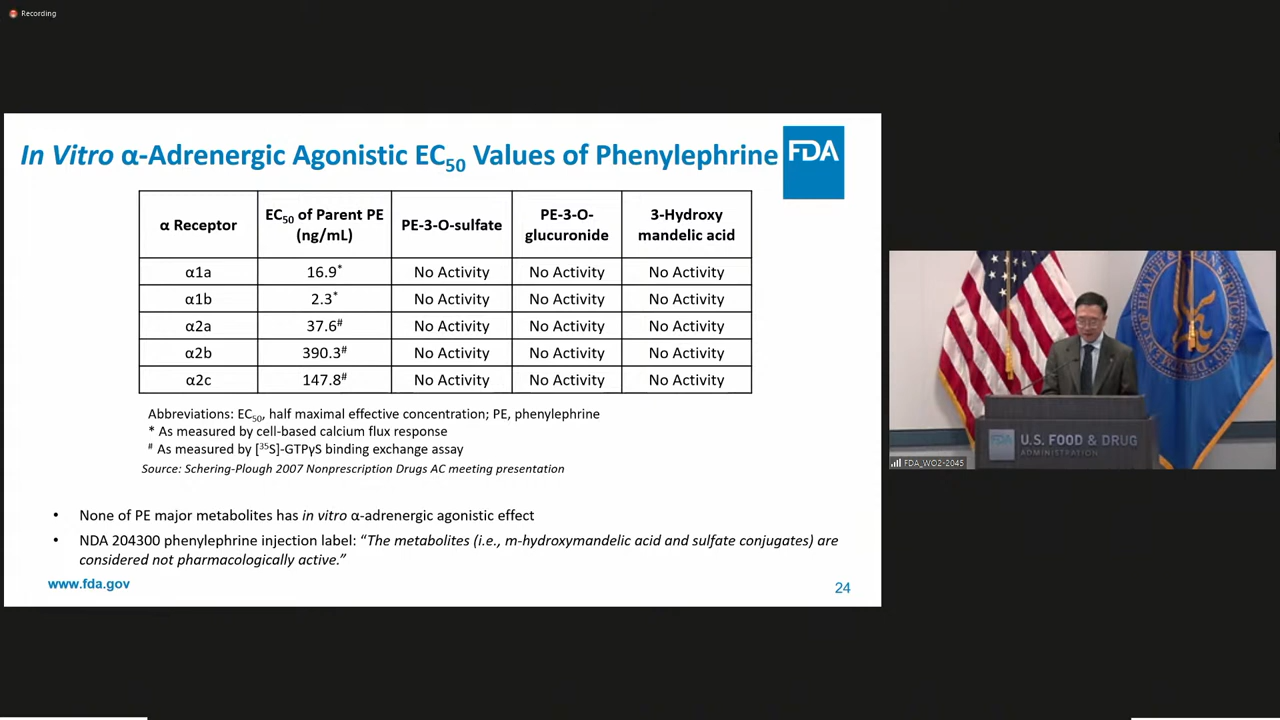 Recording
In Vitro α-Adrenergic Agonistic EC50 Values of Phenylephrine
FDA
α Receptor
EC50 of Parent PE
(ng/mL)
PE-3-O-sulfate
PE-3-O-
glucuronide
3-Hydroxy
mandelic acid
α1a 16.9* No Activity No Activity No Activity
α1b 2.3* No Activity No Activity No Activity
α2a 37.6# No Activity No Activity No Activity
α2b 390.3# No Activity No Activity No Activity
α2c 147.8# No Activity No Activity No Activity
Abbreviations: EC50, half maximal effective concentration; PE, phenylephrine
* As measured by cell-based calcium flux response
# As measured by [35S]-GTPγS binding exchange assay
Source: Schering-Plough 2007 Nonprescription Drugs AC meeting presentation
• None of PE major metabolites has in vitro α-adrenergic agonistic effect
• NDA 204300 phenylephrine injection label: “The metabolites (i.e., m-hydroxymandelic acid and sulfate conjugates) are
considered not pharmacologically active.”
www.fda.gov
24
FDA
U.S. FOOD & DRUG
ADMINISTRATION
FDA_WO2-2045